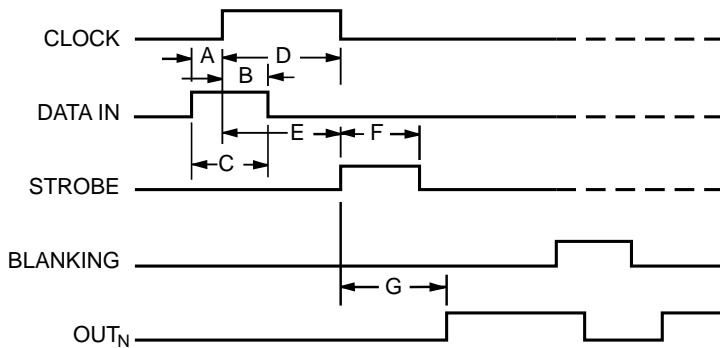 CLOCK
A D
B
DATA IN
E F
C
STROBE
BLANKING
G
OUTN